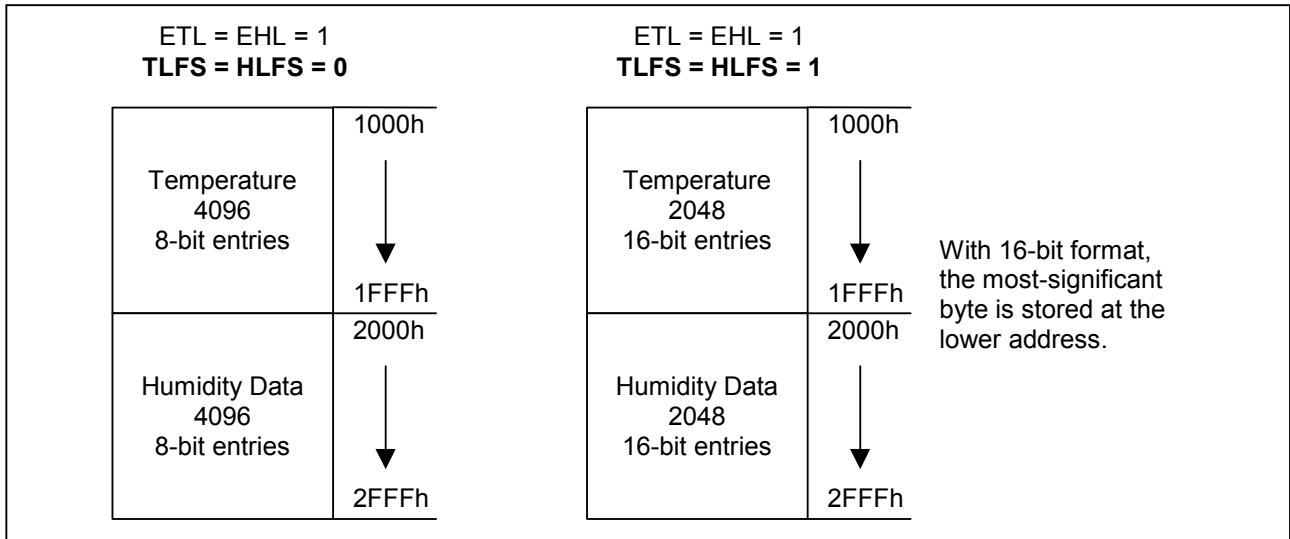 ETL = EHL = 1
TLFS = HLFS = 0
1000h
Temperature
4096
8-bit entries
1FFFh
2000h
Humidity Data
4096
8-bit entries
2FFFh
ETL = EHL = 1
TLFS = HLFS = 1
1000h
Temperature
2048
16-bit entries
1FFFh
2000h
Humidity Data
2048
16-bit entries
2FFFh
With 16-bit format,
the most-significant
byte is stored at the
lower address.